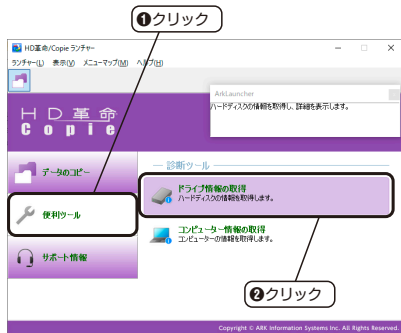 ❶クリック
HD革命/Copie ランチャー
ランチャー(L) 表示(V) メニューマップ(M) ヘルプ(H)
ArkLauncher
ハードディスクの情報を取得し、詳細を表示します。
HD革命
Copie
データのコピー
便利ツール
サポート情報
診断ツール
ドライブ情報の取得
ハードディスクの情報を取得します。
コンピューター情報の取得
コンピューターの情報を取得します。
❷クリック
Copyright © ARK Information Systems Inc. All Rights Reserved.